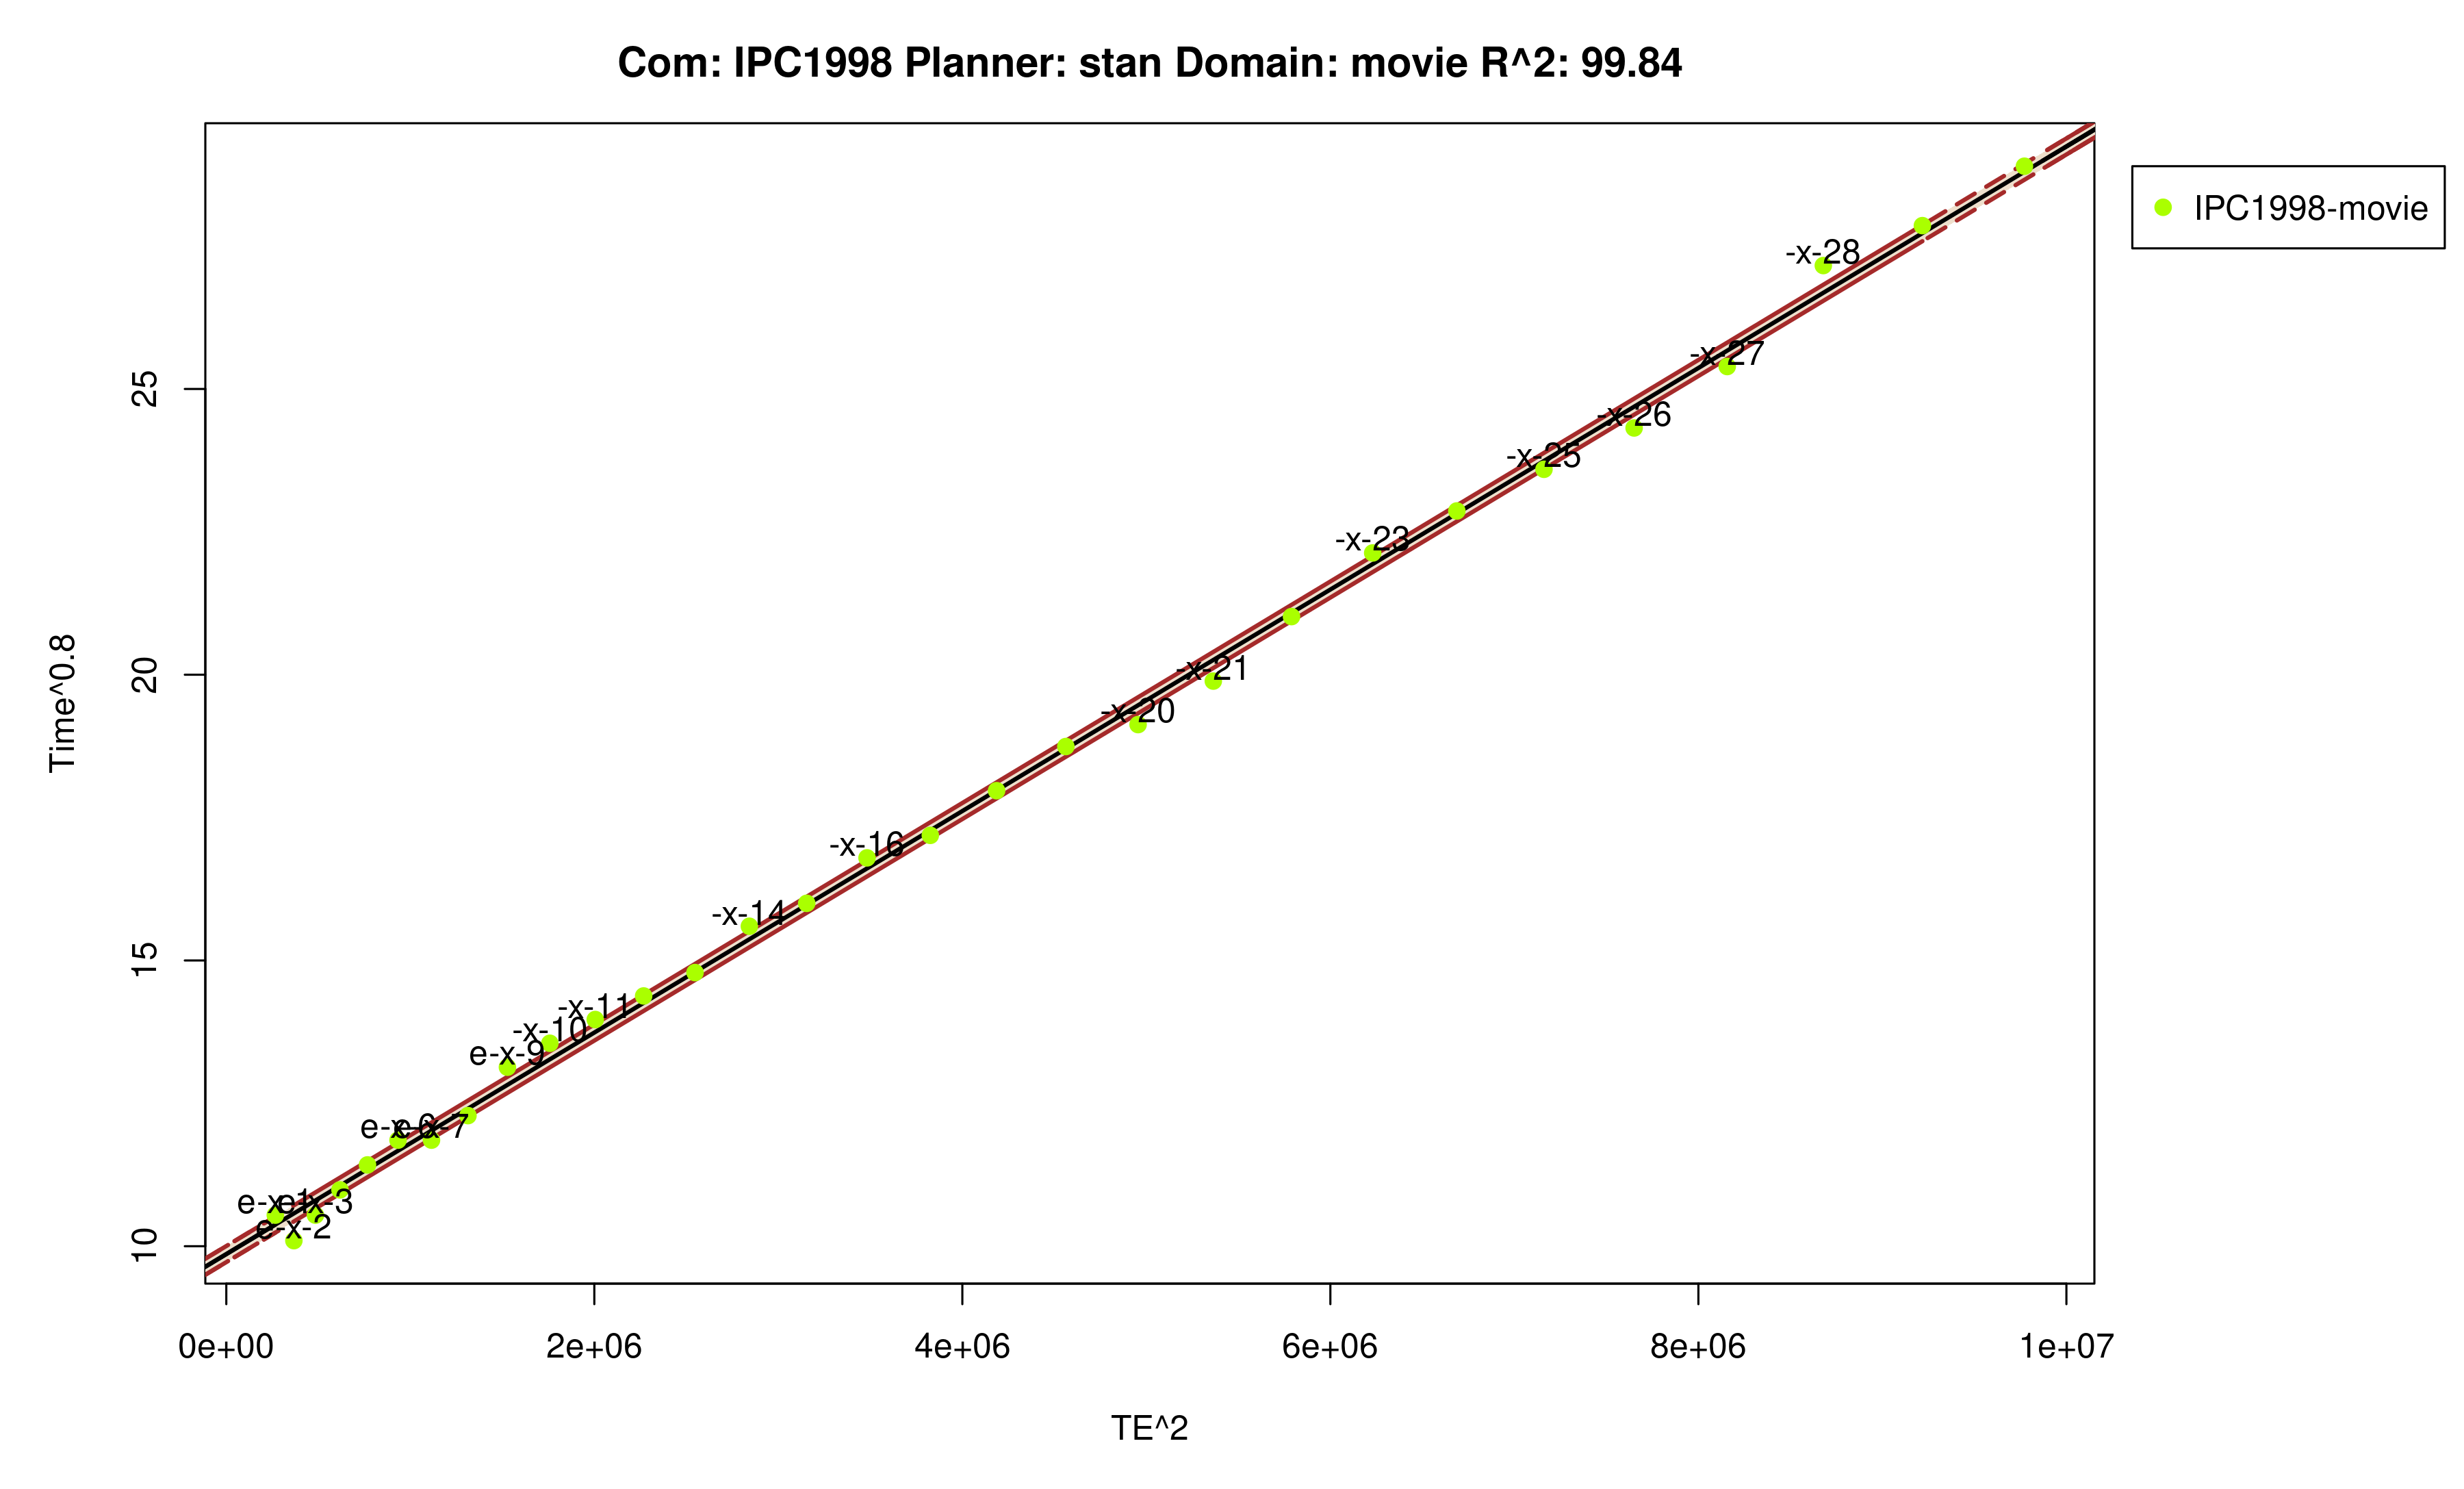 Com: IPC1998 Planner: stan Domain: movie R^2: 99.84
IPC1998-movie
-x-28
-x-27
-x-26
-x-25
-x-23
-x-21
-x-20
-x-16
-x-14
-x-11
-x-10
e-x-9
e-x-6
e-x-7
e-x-1
e-x-3
e-x-2
Time^0.8
25
20
15
10
0e+00 2e+06 4e+06 6e+06 8e+06 1e+07
TE^2